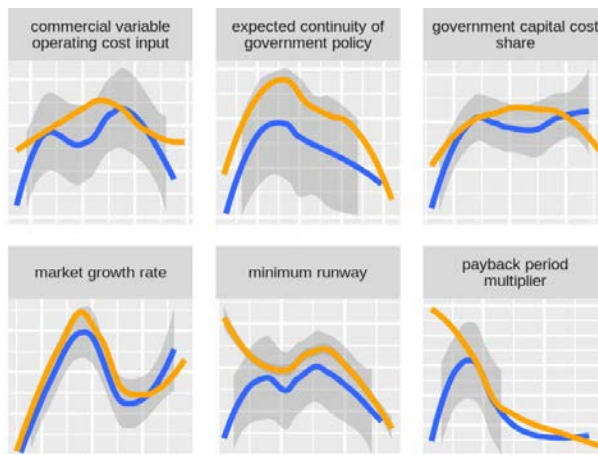 commercial variable
operating cost input
expected continuity of
government policy
government capital cost
share
market growth rate
minimum runway
payback period
multiplier